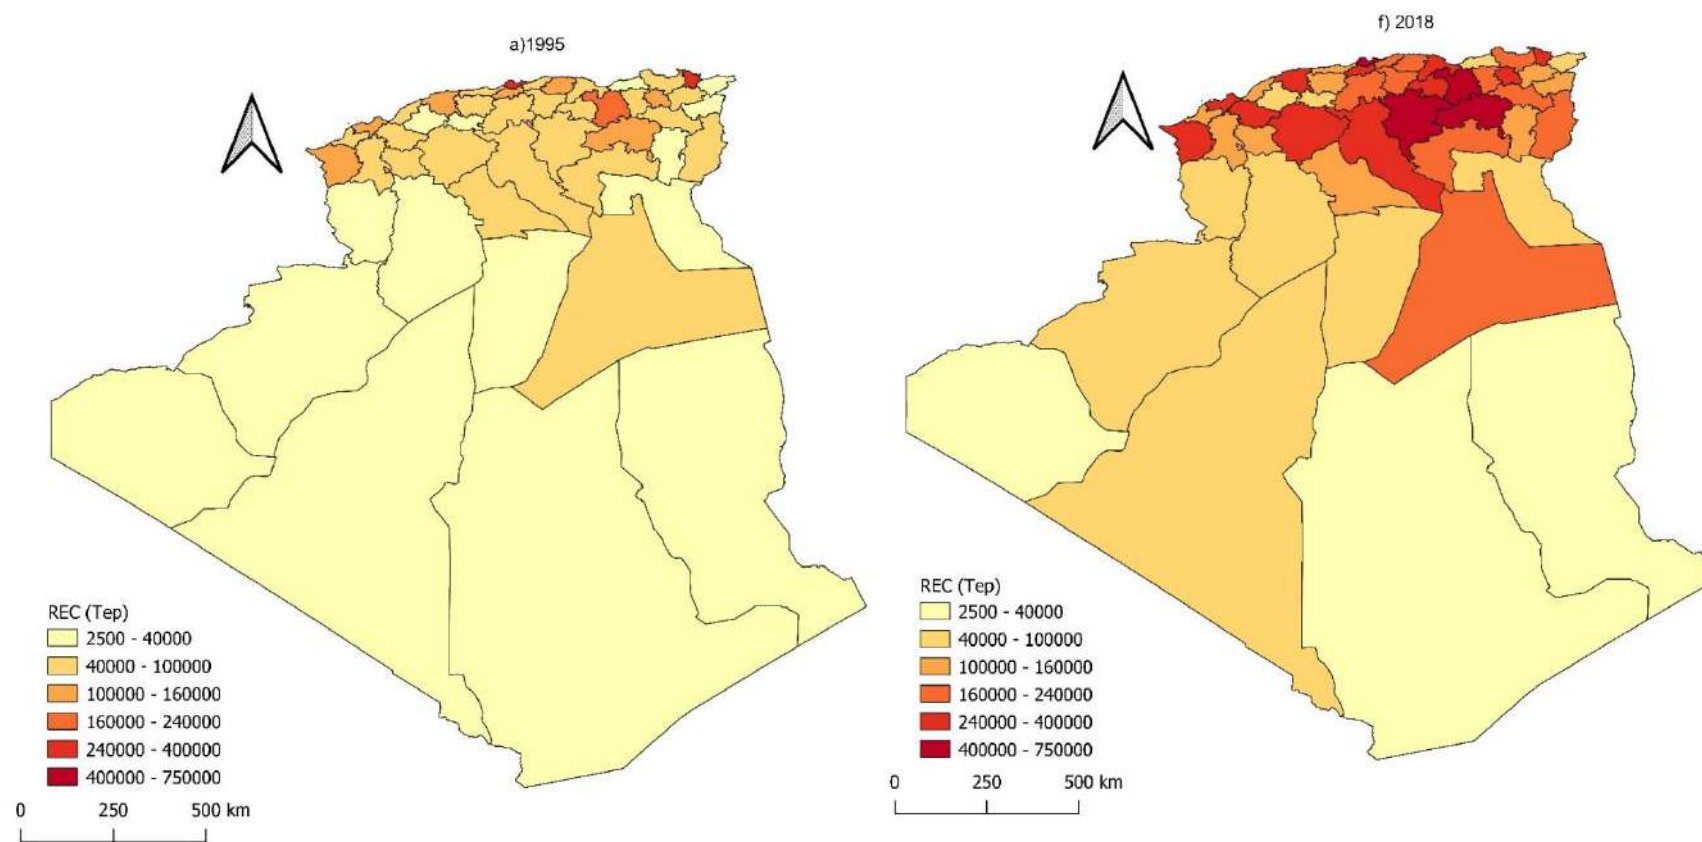 a)1995
REC (Tep)
2500 - 40000
40000 - 100000
100000 - 160000
160000 - 240000
240000 - 400000
400000 - 750000
0 250 500 km
f) 2018
REC (Tep)
2500 - 40000
40000 - 100000
100000 - 160000
160000 - 240000
240000 - 400000
400000 - 750000
0 250 500 km